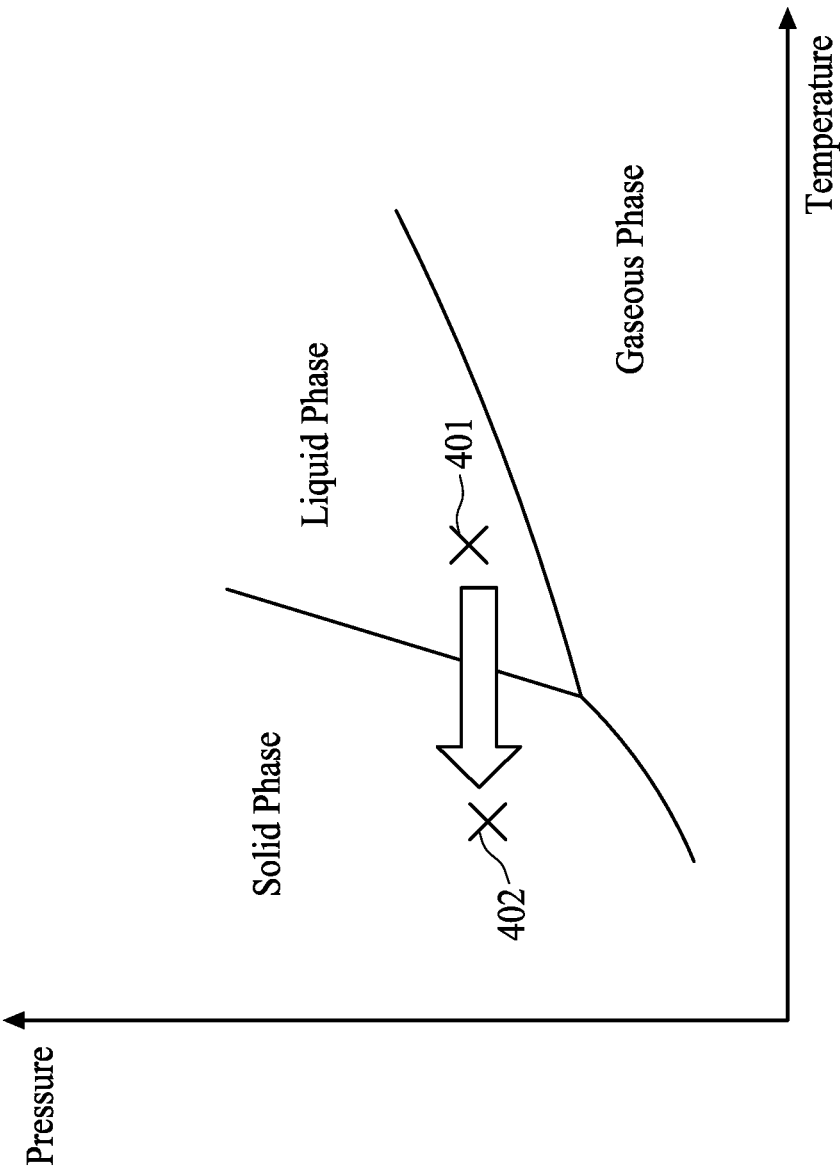 Pressure
Solid Phase
Liquid Phase
Gaseous Phase
401
402
Temperature